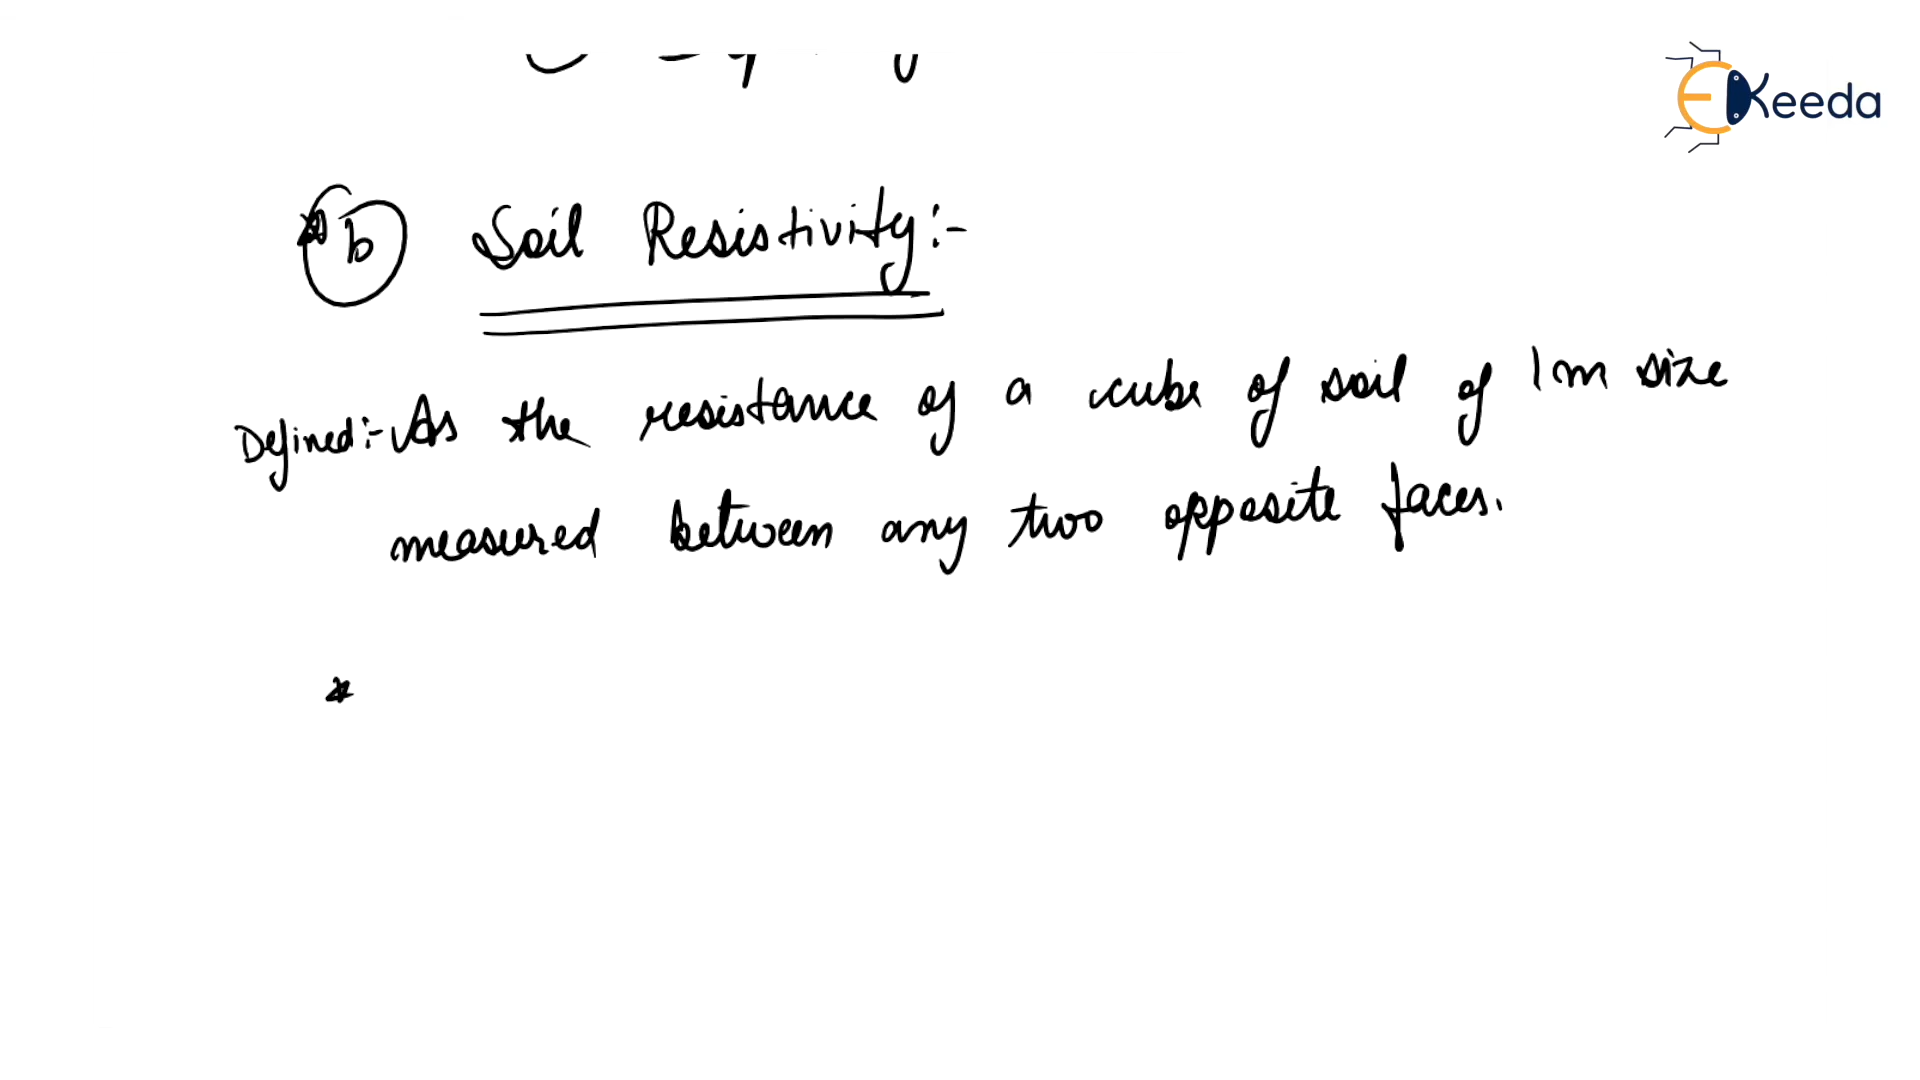 EKeeda
b Soil Resistivity:-
Defined:- As the resistance of a cube of soil of 1m size
measured between any two opposite faces.
*